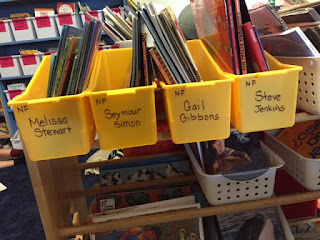 NF
Melissa
Stewart
NF
Seymour
Simon
NF
Gail
Gibbons
NF
Steve
Jenkins